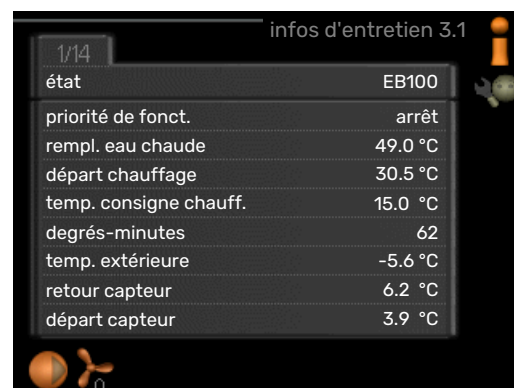 infos d'entretien 3.1
1/14
état EB100
priorité de fonct. arrêt
rempl. eau chaude 49.0 °C
départ chauffage 30.5 °C
temp. consigne chauff. 15.0 °C
degrés-minutes 62
temp. extérieure -5.6 °C
retour capteur 6.2 °C
départ capteur 3.9 °C
0